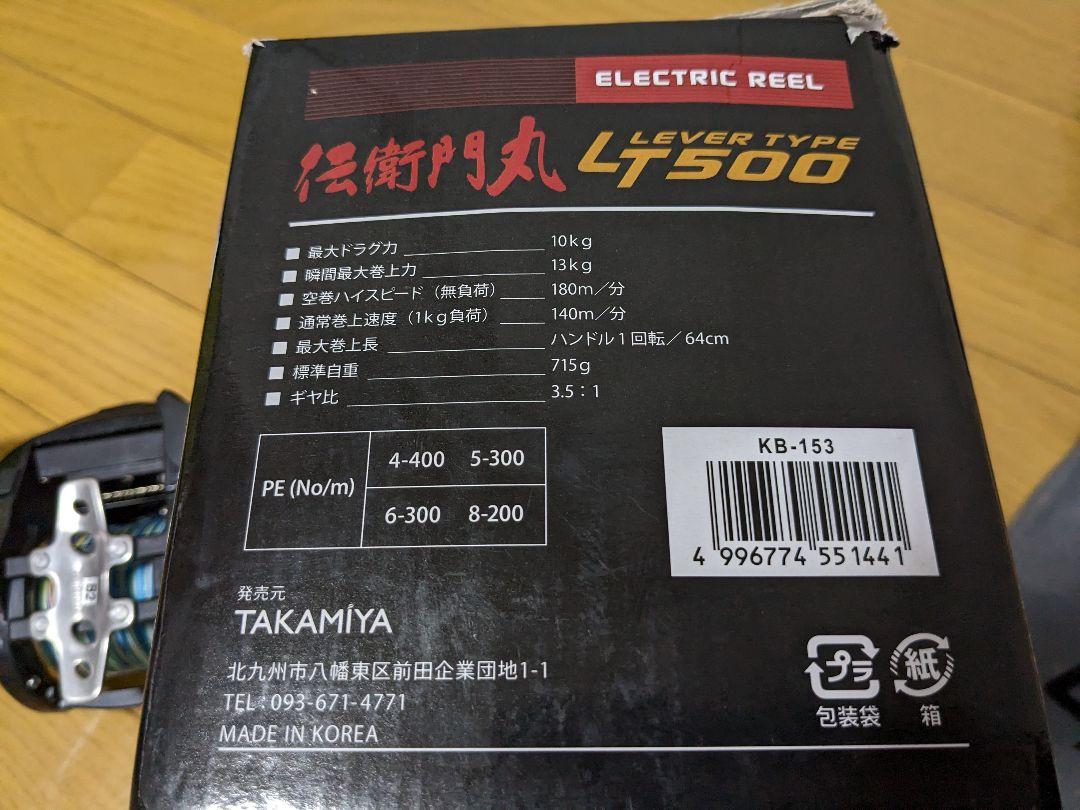 ELECTRIC REEL
伝衛門丸 LEVER TYPE
LT500
■ 最大ドラグ力 10kg
■ 瞬間最大巻上力 13kg
■ 空巻ハイスピード（無負荷） 180m／分
■ 通常巻上速度（1kg負荷） 140m／分
■ 最大巻上長 ハンドル1回転／64cm
■ 標準自重 715g
■ ギヤ比 3.5：1
PE (No/m) 4-400 5-300
6-300 8-200
KB-153
4 996774 551441
発売元
TAKAMIYA
北九州市八幡東区前田企業団地1-1
TEL：093-671-4771
MADE IN KOREA
プラ 紙
包装袋 箱